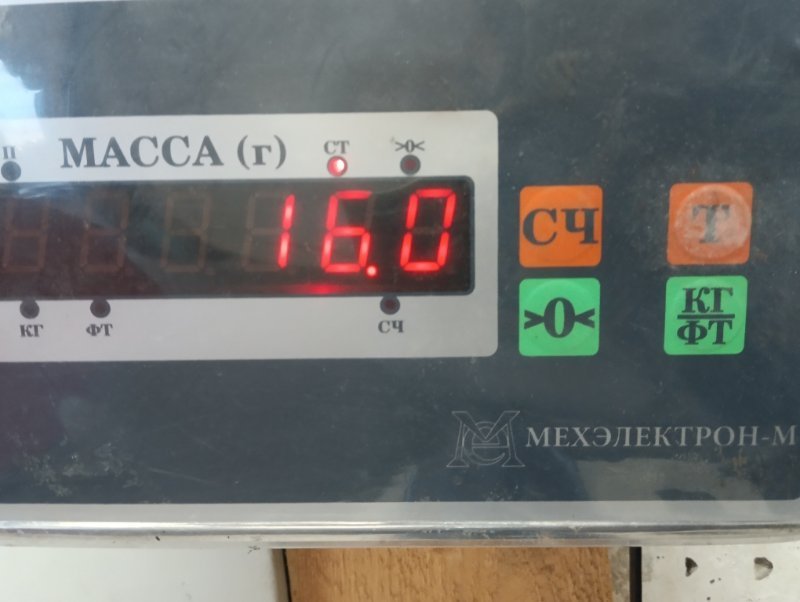 П
МАССА (г)
СТ
>0<
16.0
КГ
ФТ
СЧ
СЧ
Т
>0<
КГ
ФТ
МЕХЭЛЕКТРОН-М